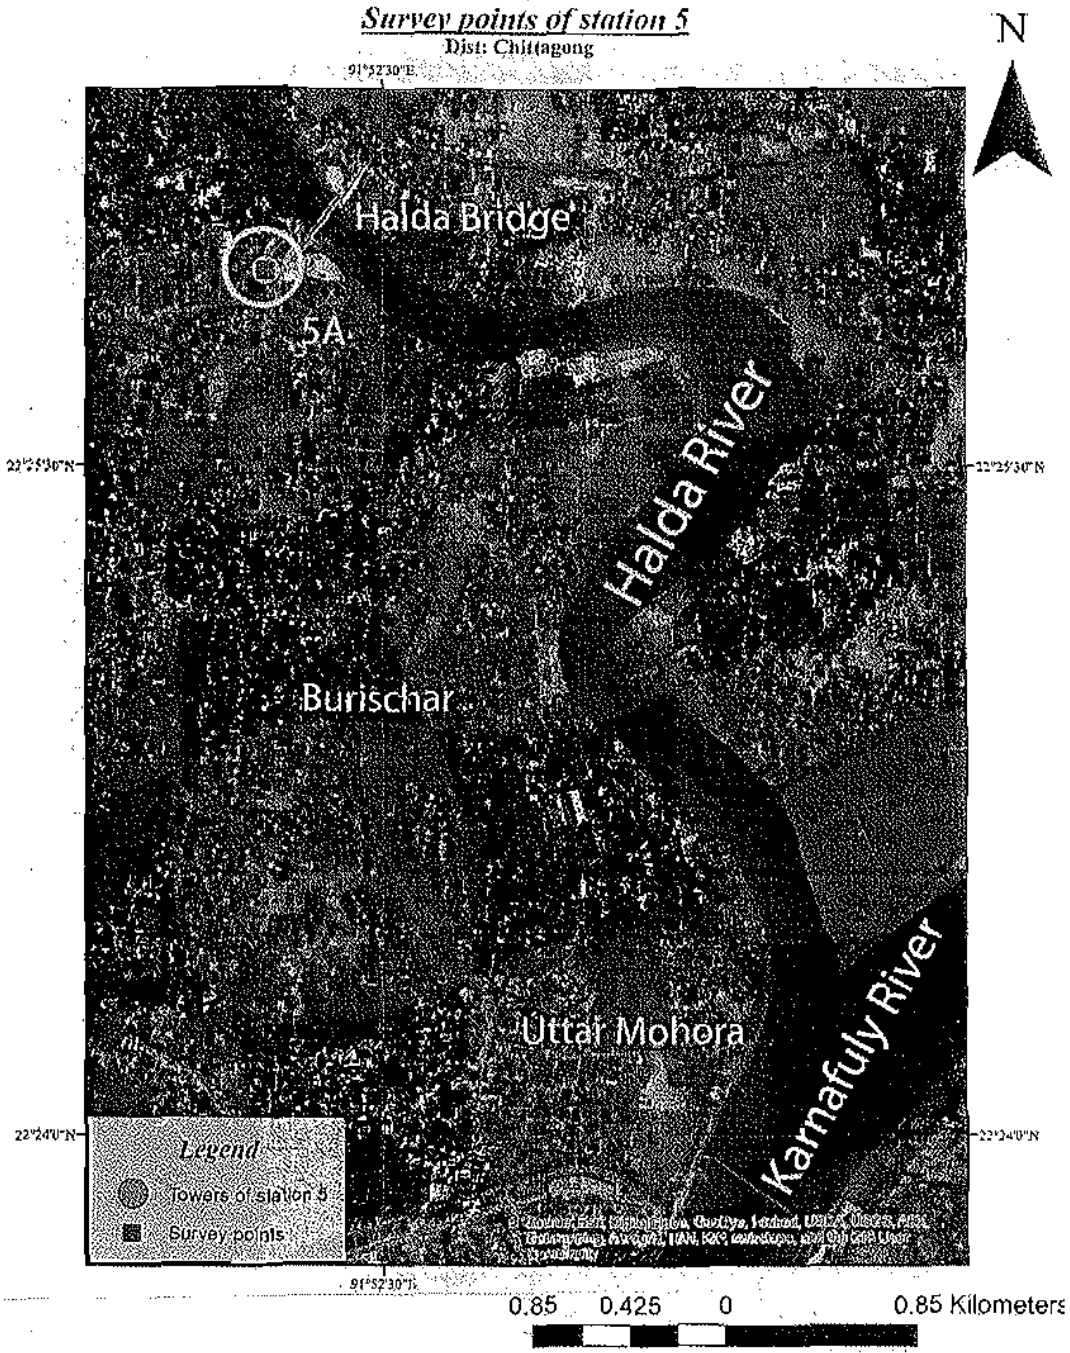 Survey points of station 5
Dist: Chittagong
N
91°52'30"E
Halda Bridge
5A
Halda River
22°25'30"N
22°25'30"N
Burischar
Karnafuly River
Uttar Mohora
22°24'0"N
22°24'0"N
Legend
Towers of station 5
Survey points
91°52'30"E
0.85 0.425 0 0.85 Kilometers